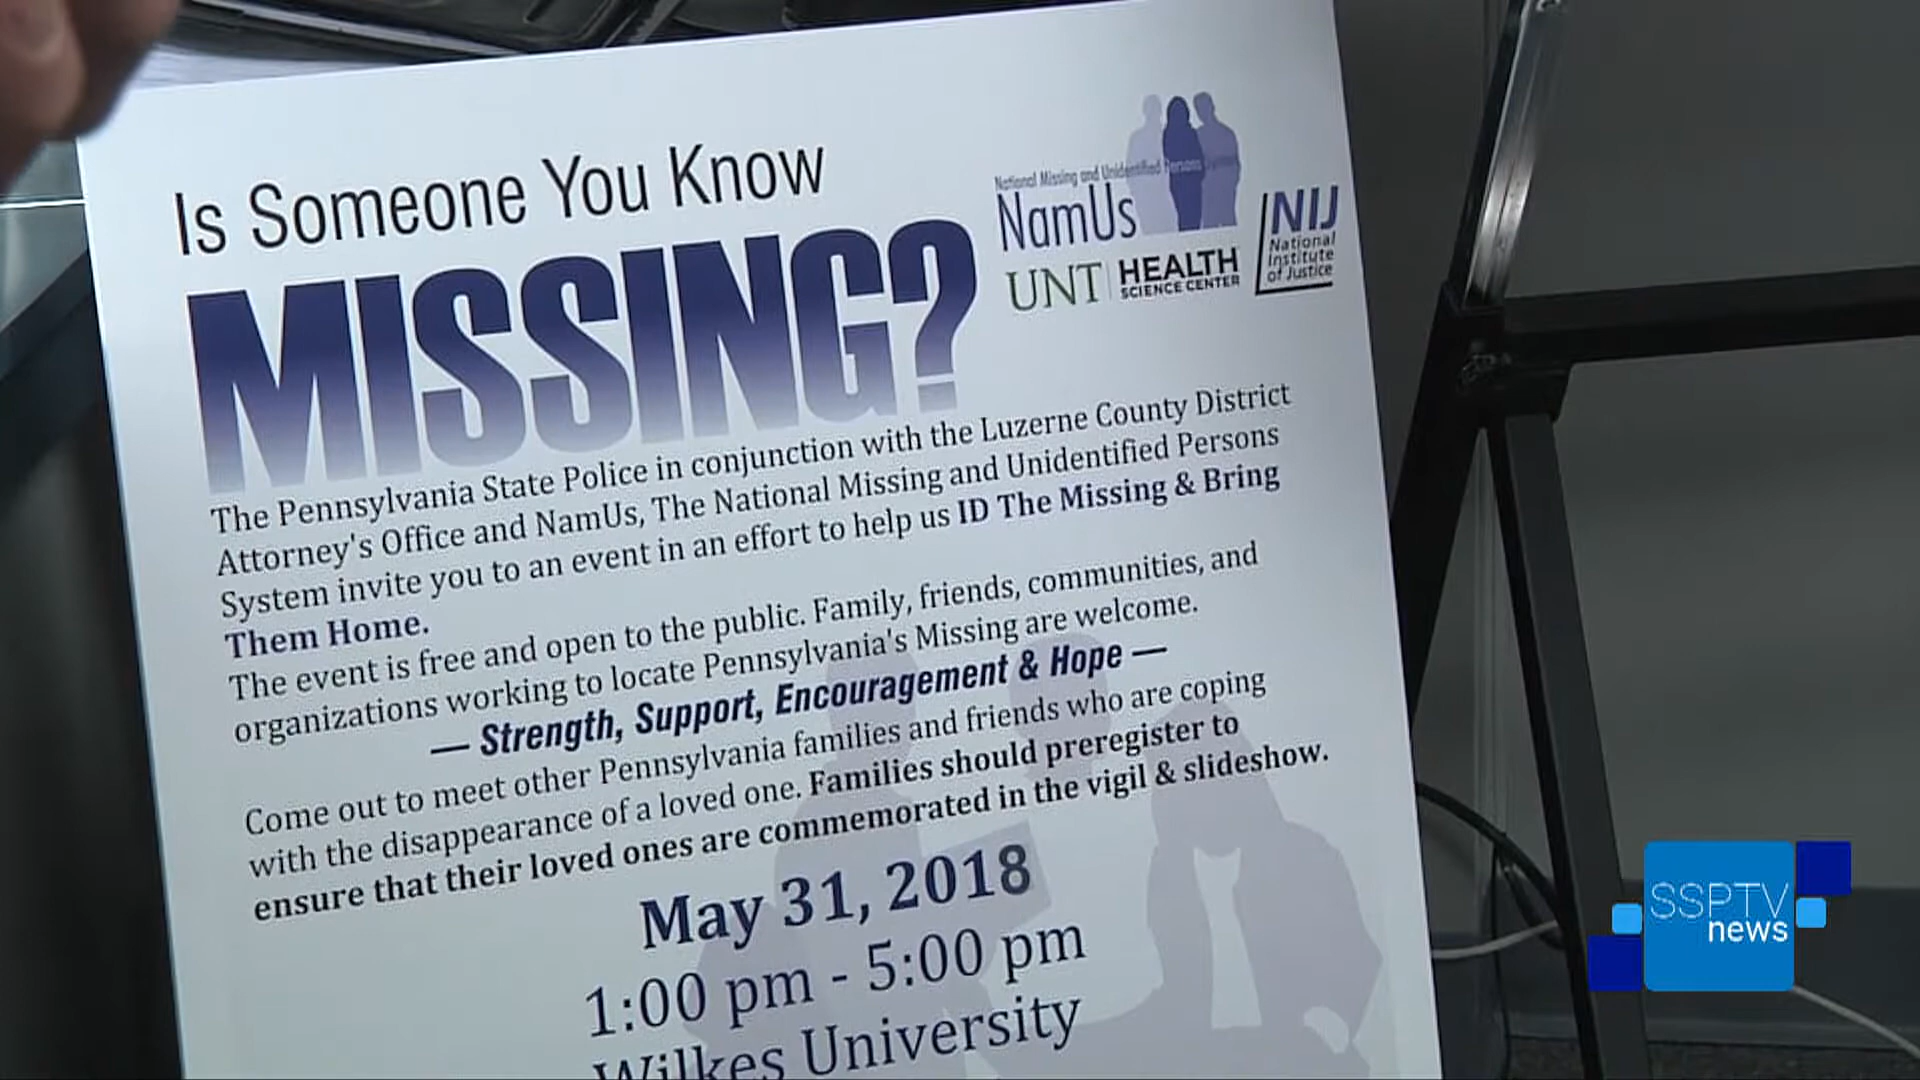 Is Someone You Know
MISSING?
National Missing and Unidentified Persons
NamUs
UNT HEALTH
SCIENCE CENTER
NIJ
National
Institute
of Justice
The Pennsylvania State Police in conjunction with the Luzerne County District
Attorney's Office and NamUs, The National Missing and Unidentified Persons
System invite you to an event in an effort to help us ID The Missing & Bring
Them Home.
The event is free and open to the public. Family, friends, communities, and
organizations working to locate Pennsylvania's Missing are welcome.
— Strength, Support, Encouragement & Hope —
Come out to meet other Pennsylvania families and friends who are coping
with the disappearance of a loved one. Families should preregister to
ensure that their loved ones are commemorated in the vigil & slideshow.
May 31, 2018
1:00 pm - 5:00 pm
Wilkes University
SSPTV
news